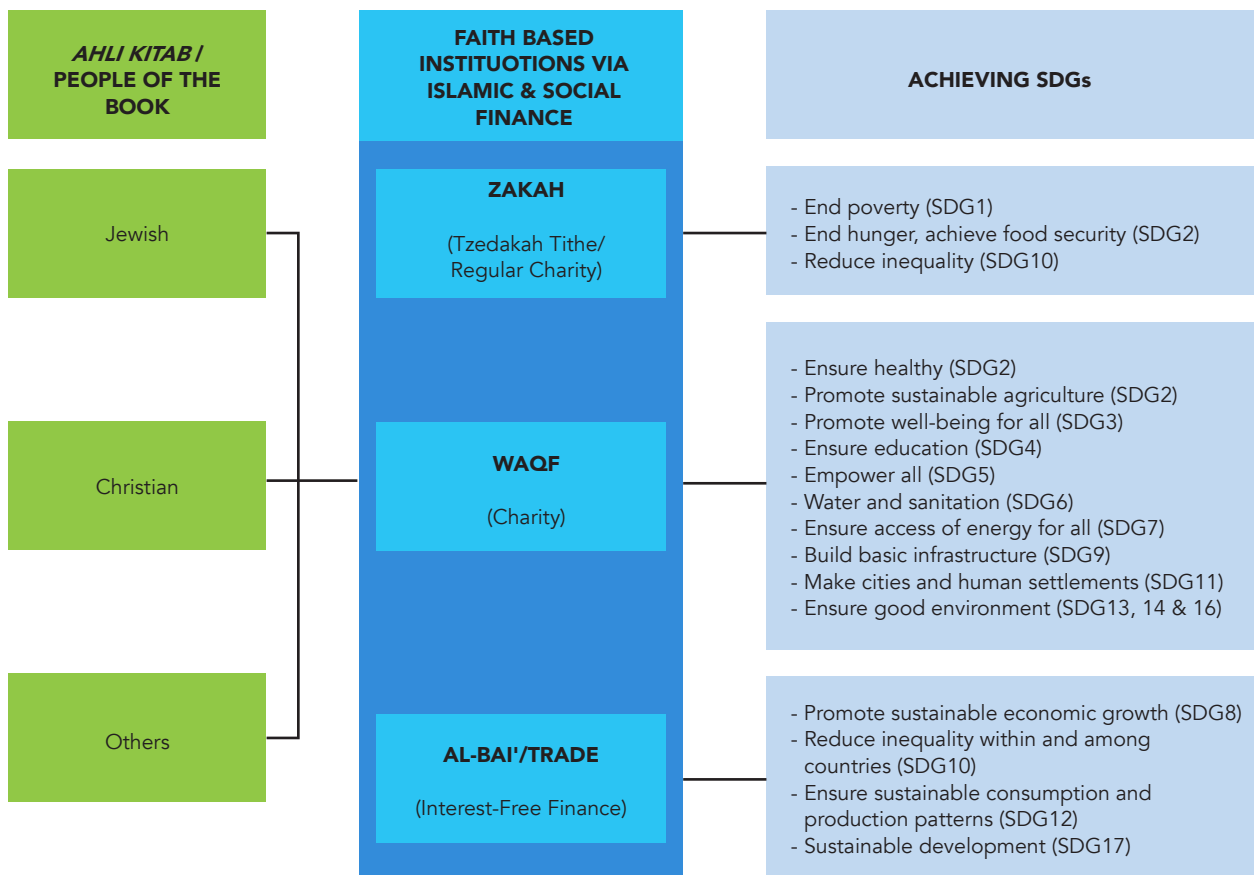 AHLI KITAB /
PEOPLE OF THE
BOOK
FAITH BASED
INSTITUOTIONS VIA
ISLAMIC & SOCIAL
FINANCE
ACHIEVING SDGs
Jewish
ZAKAH
(Tzedakah Tithe/
Regular Charity)
- End poverty (SDG1)
- End hunger, achieve food security (SDG2)
- Reduce inequality (SDG10)
Christian
WAQF
(Charity)
- Ensure healthy (SDG2)
- Promote sustainable agriculture (SDG2)
- Promote well-being for all (SDG3)
- Ensure education (SDG4)
- Empower all (SDG5)
- Water and sanitation (SDG6)
- Ensure access of energy for all (SDG7)
- Build basic infrastructure (SDG9)
- Make cities and human settlements (SDG11)
- Ensure good environment (SDG13, 14 & 16)
Others
AL-BAI'/TRADE
(Interest-Free Finance)
- Promote sustainable economic growth (SDG8)
- Reduce inequality within and among
countries (SDG10)
- Ensure sustainable consumption and
production patterns (SDG12)
- Sustainable development (SDG17)